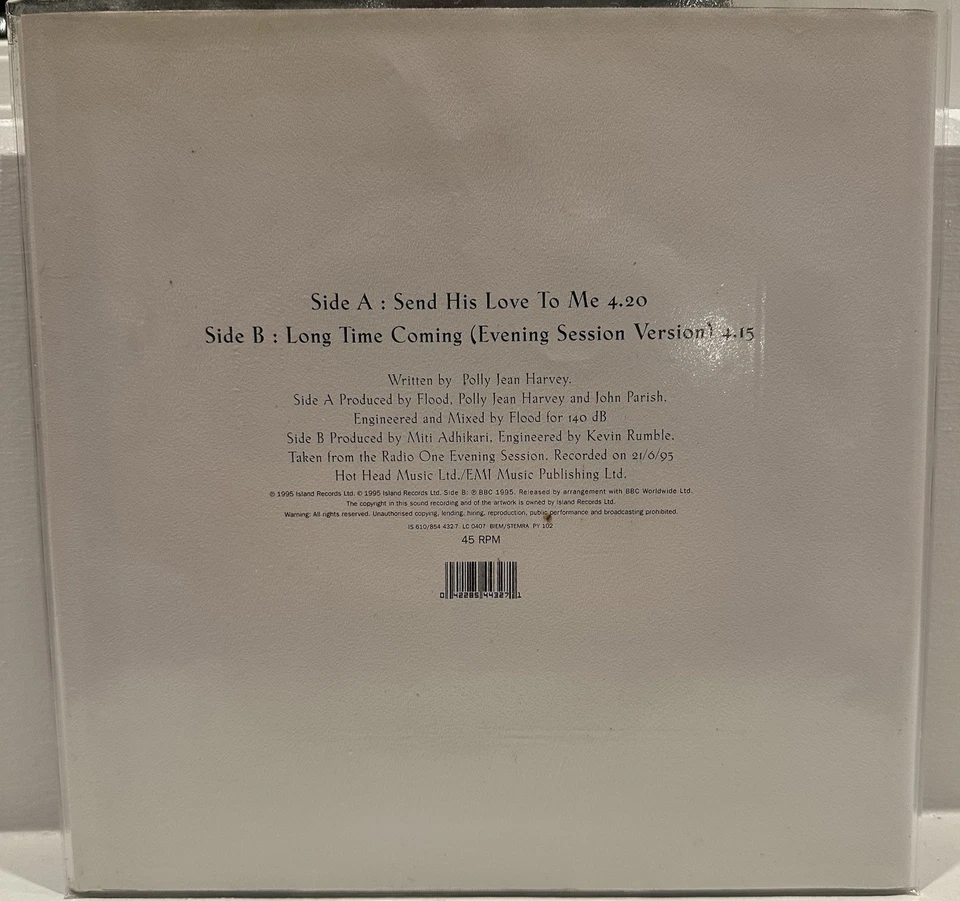 Side A : Send His Love To Me 4.20
Side B : Long Time Coming (Evening Session Version) 4.15
Written by Polly Jean Harvey.
Side A Produced by Flood, Polly Jean Harvey and John Parish.
Engineered and Mixed by Flood for 140 dB
Side B Produced by Miti Adhikari, Engineered by Kevin Rumble.
Taken from the Radio One Evening Session. Recorded on 21/6/95
Hot Head Music Ltd./EMI Music Publishing Ltd.
℗ 1995 Island Records Ltd. © 1995 Island Records Ltd. Side B: ℗ BBC 1995. Released by arrangement with BBC Worldwide Ltd.
The copyright in this sound recording and of the artwork is owned by Island Records Ltd.
Warning: All rights reserved. Unauthorised copying, lending, hiring, reproduction, public performance and broadcasting prohibited.
IS 610/854 432-7 LC 0407 BIEM/STEMRA PY 102
45 RPM
0 42285 44327 1